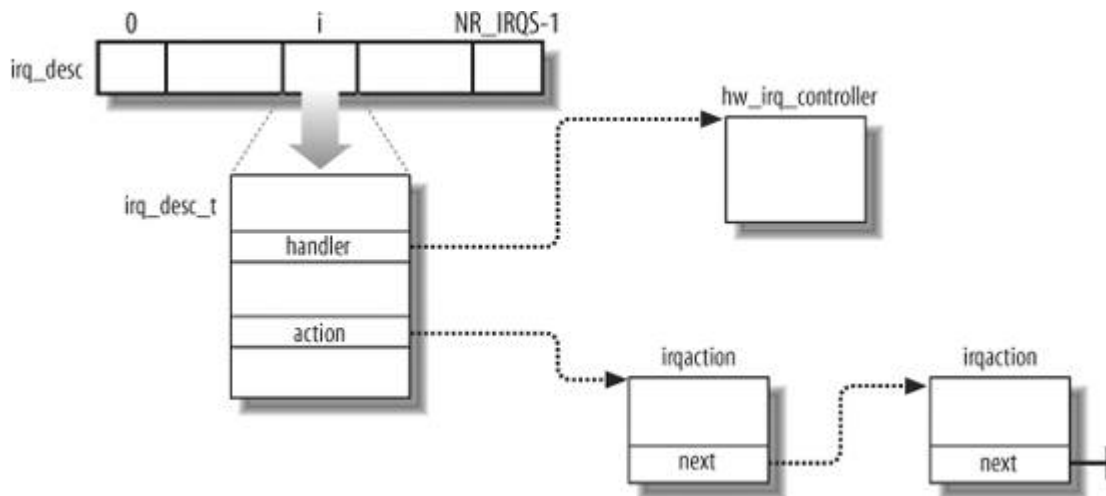 0 i NR_IRQS-1
irq_desc
hw_irq_controller
irq_desc_t
handler
action
irqaction irqaction
next next